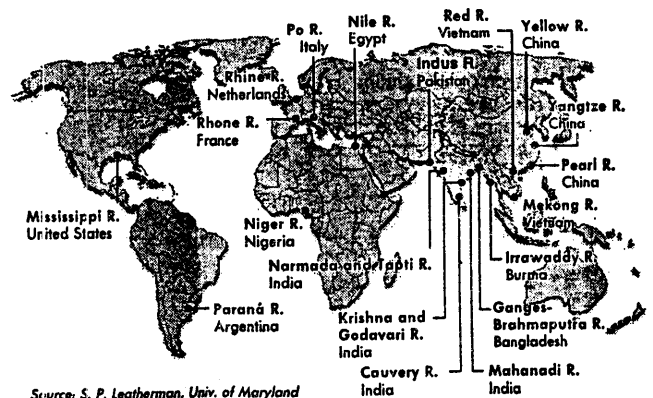 Po R.
Italy
Nile R.
Egypt
Red R.
Vietnam
Yellow R.
China
Rhine R.
Netherlands
Indus R.
Pakistan
Yangtze R.
China
Rhone R.
France
Pearl R.
China
Mississippi R.
United States
Niger R.
Nigeria
Mekong R.
Vietnam
Narmada and Tapti R.
India
Irrawaddy R.
Burma
Paraná R.
Argentina
Krishna and
Godavari R.
India
Ganges-
Brahmaputra R.
Bangladesh
Cauvery R.
India
Mahanadi R.
India
Source: S. P. Leatherman, Univ. of Maryland